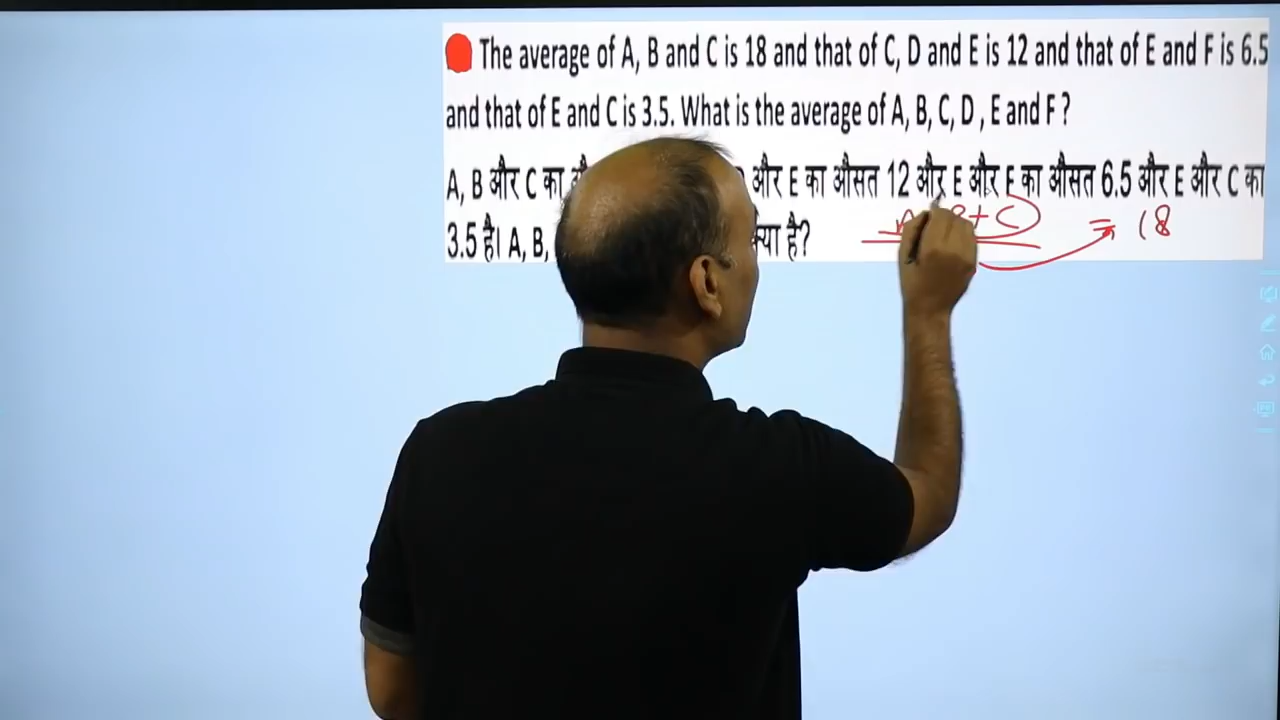 The average of A, B and C is 18 and that of C, D and E is 12 and that of E and F is 6.5
and that of E and C is 3.5. What is the average of A, B, C, D , E and F ?
A, B और C का और E का औसत 12 और E और F का औसत 6.5 और E और C का
3.5 है। A, B, क्या है?
+ C = 18